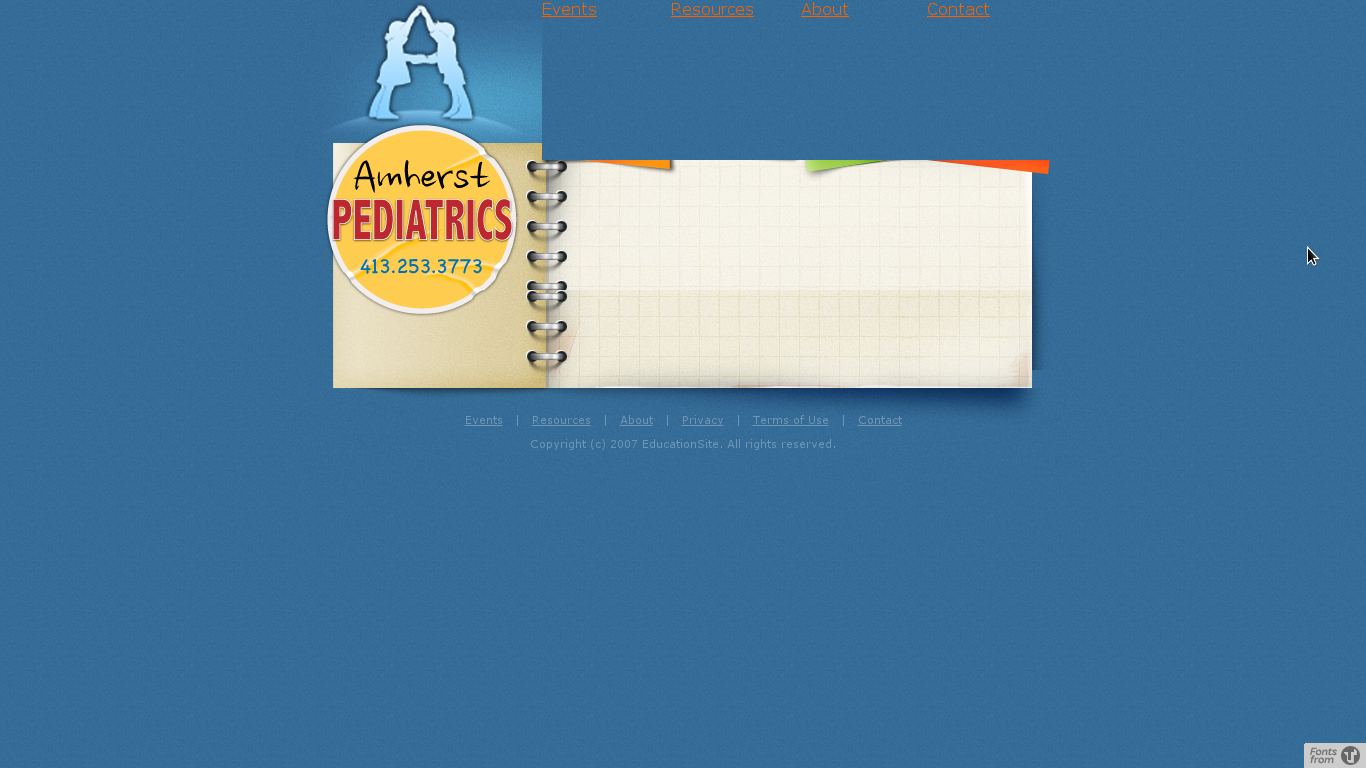 Events Resources About Contact
Amherst
PEDIATRICS
413.253.3773
Events | Resources | About | Privacy | Terms of Use | Contact
Copyright (c) 2007 EducationSite. All rights reserved.
Fonts
from